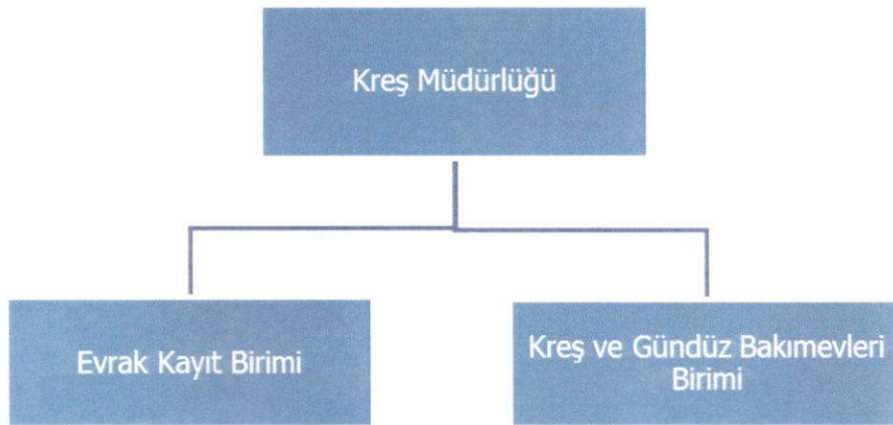 Kreş Müdürlüğü
Evrak Kayıt Birimi
Kreş ve Gündüz Bakımevleri
Birimi